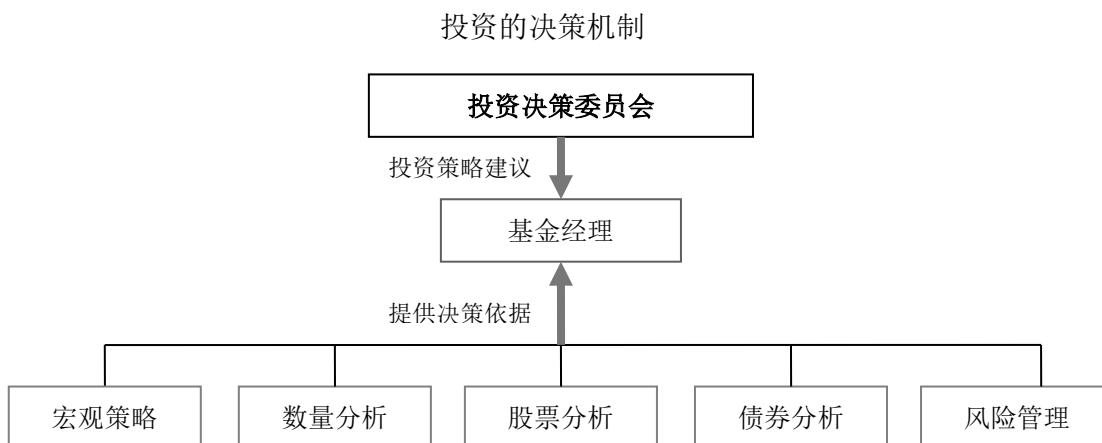 投资的决策机制
投资决策委员会
投资策略建议
基金经理
提供决策依据
宏观策略 数量分析 股票分析 债券分析 风险管理